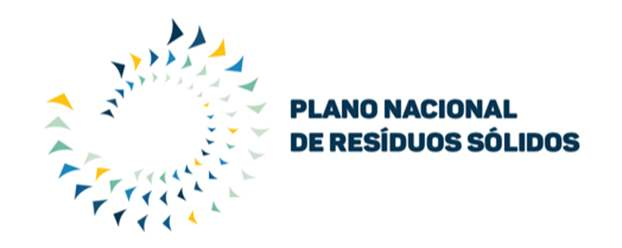 PLANO NACIONAL
DE RESÍDUOS SÓLIDOS